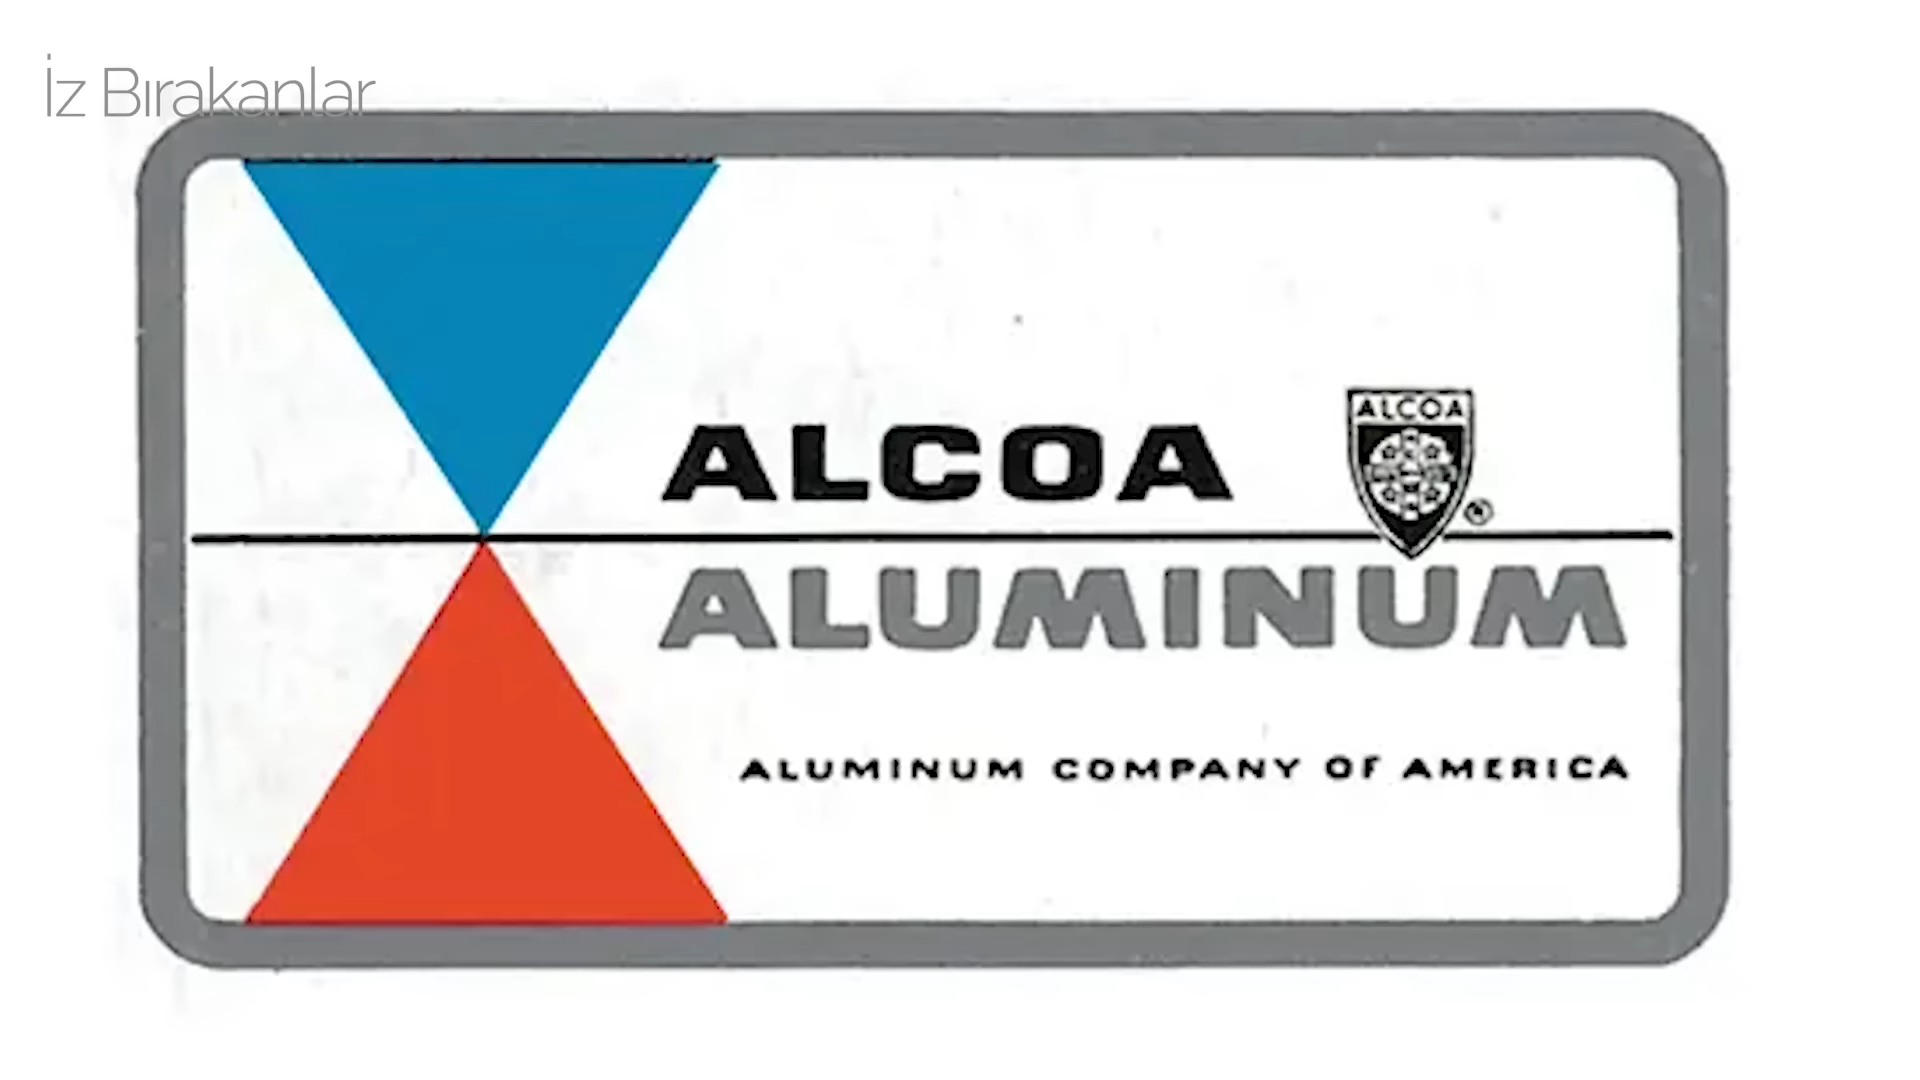 İz Bırakanlar
ALCOA
ALCOA
®
ALUMINUM
ALUMINUM COMPANY OF AMERICA